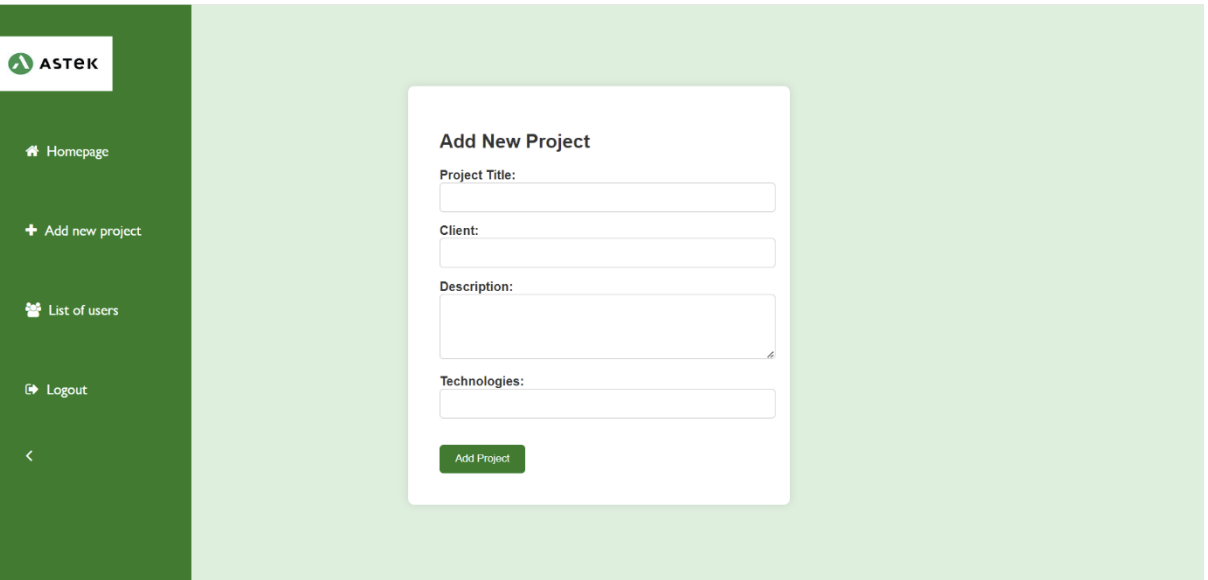 ASTEK
Homepage
Add new project
List of users
Logout
Add New Project
Project Title:
Client:
Description:
Technologies:
Add Project